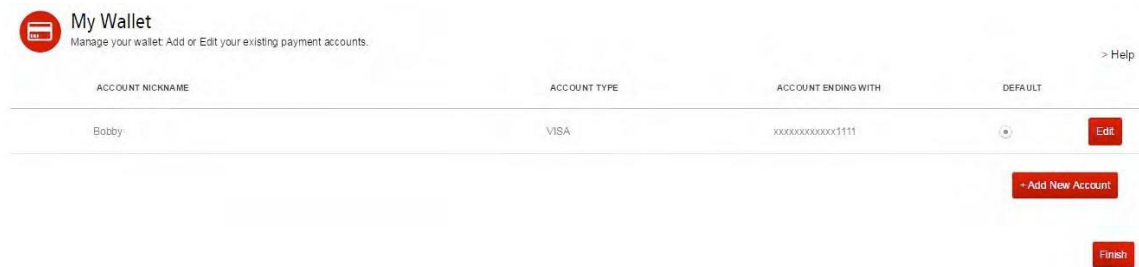 My Wallet
Manage your wallet: Add or Edit your existing payment accounts.
> Help
ACCOUNT NICKNAME ACCOUNT TYPE ACCOUNT ENDING WITH DEFAULT
Bobby VISA xxxxxxxxxxxx1111 Edit
+ Add New Account
Finish